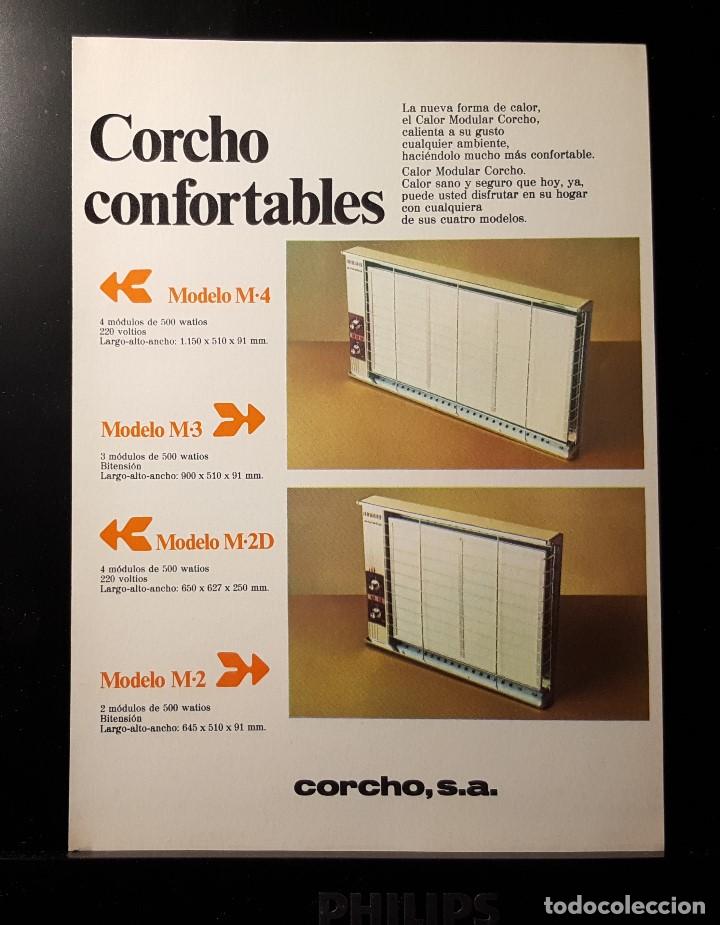 Corcho
confortables
La nueva forma de calor,
el Calor Modular Corcho,
calienta a su gusto
cualquier ambiente,
haciéndolo mucho más confortable.
Calor Modular Corcho.
Calor sano y seguro que hoy, ya,
puede usted disfrutar en su hogar
con cualquiera
de sus cuatro modelos.
Modelo M·4
4 módulos de 500 watios
220 voltios
Largo-alto-ancho: 1.150 x 510 x 91 mm.
Modelo M·3
3 módulos de 500 watios
Bitensión
Largo-alto-ancho: 900 x 510 x 91 mm.
Modelo M·2D
4 módulos de 500 watios
220 voltios
Largo-alto-ancho: 650 x 627 x 250 mm.
Modelo M·2
2 módulos de 500 watios
Bitensión
Largo-alto-ancho: 645 x 510 x 91 mm.
corcho, s.a.
PHILIPS
todocoleccion